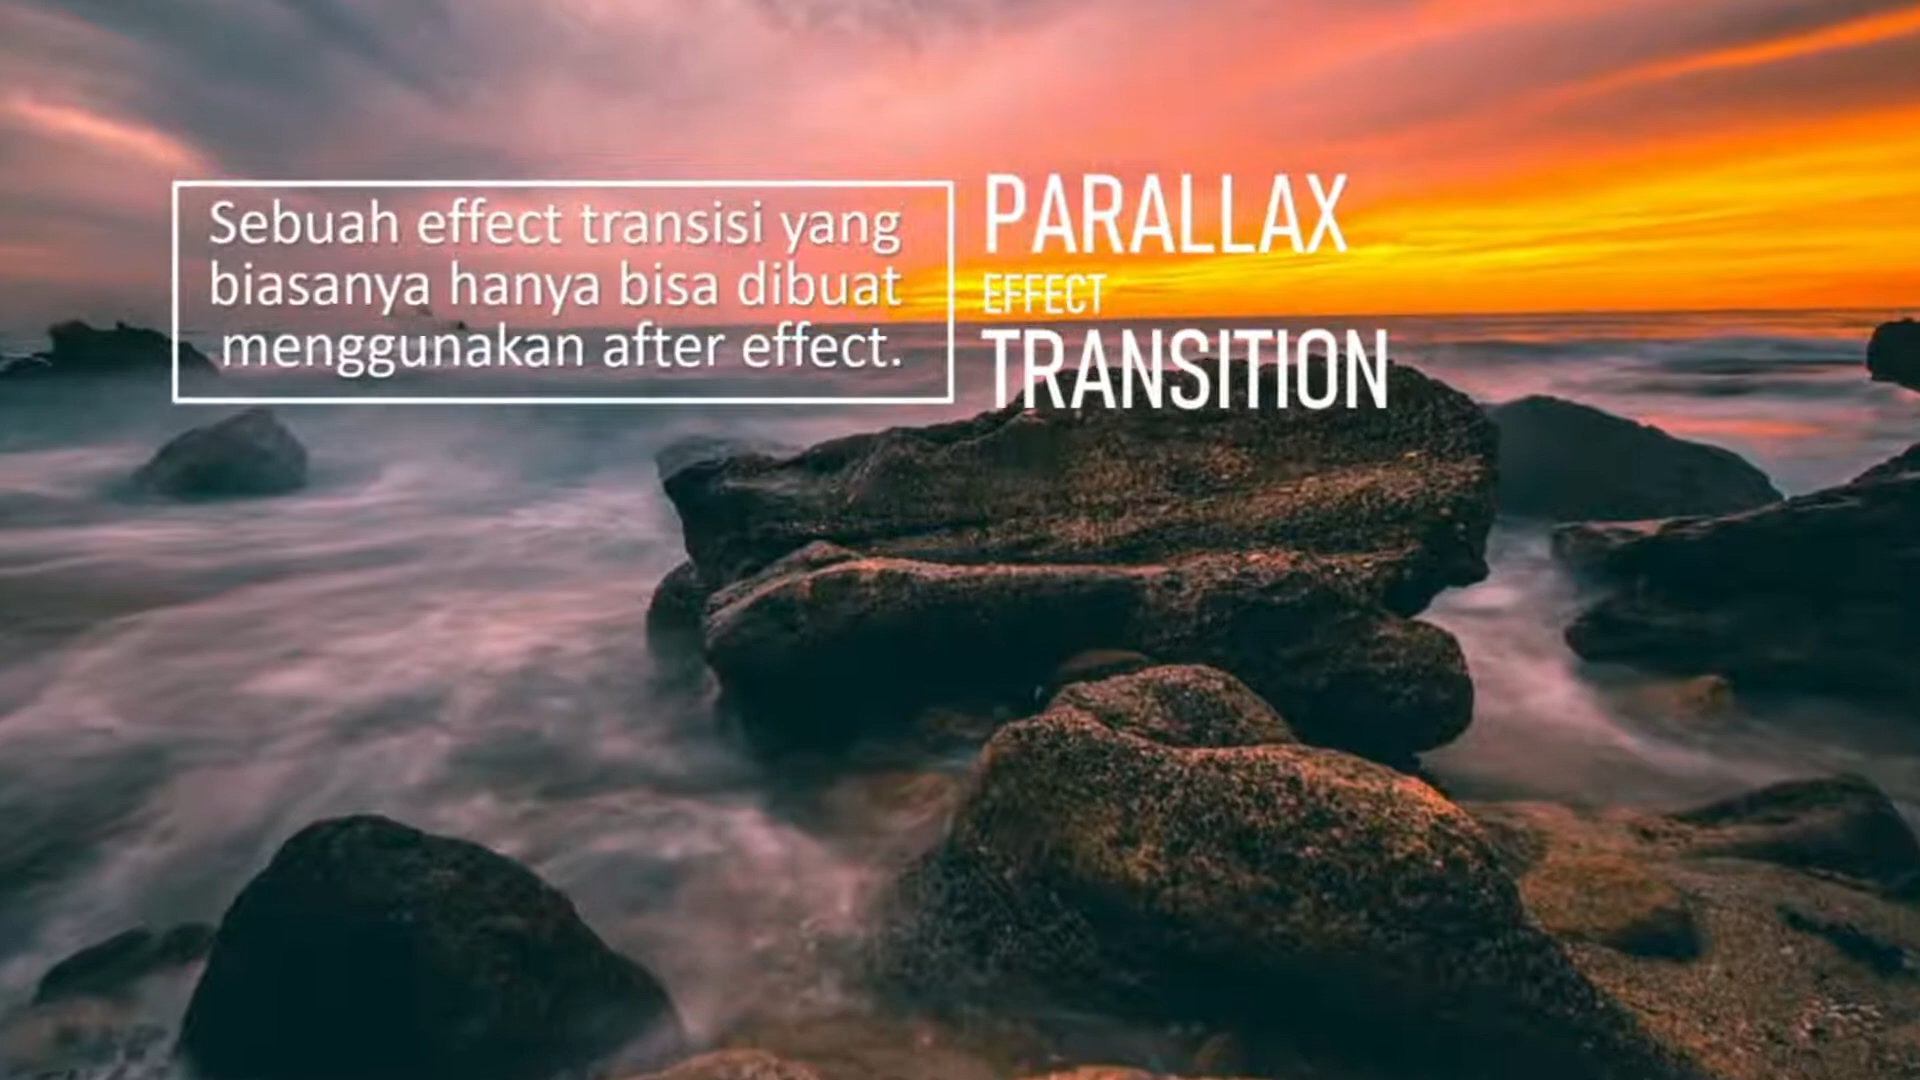 Sebuah effect transisi yang
biasanya hanya bisa dibuat
menggunakan after effect.
PARALLAX
EFFECT
TRANSITION